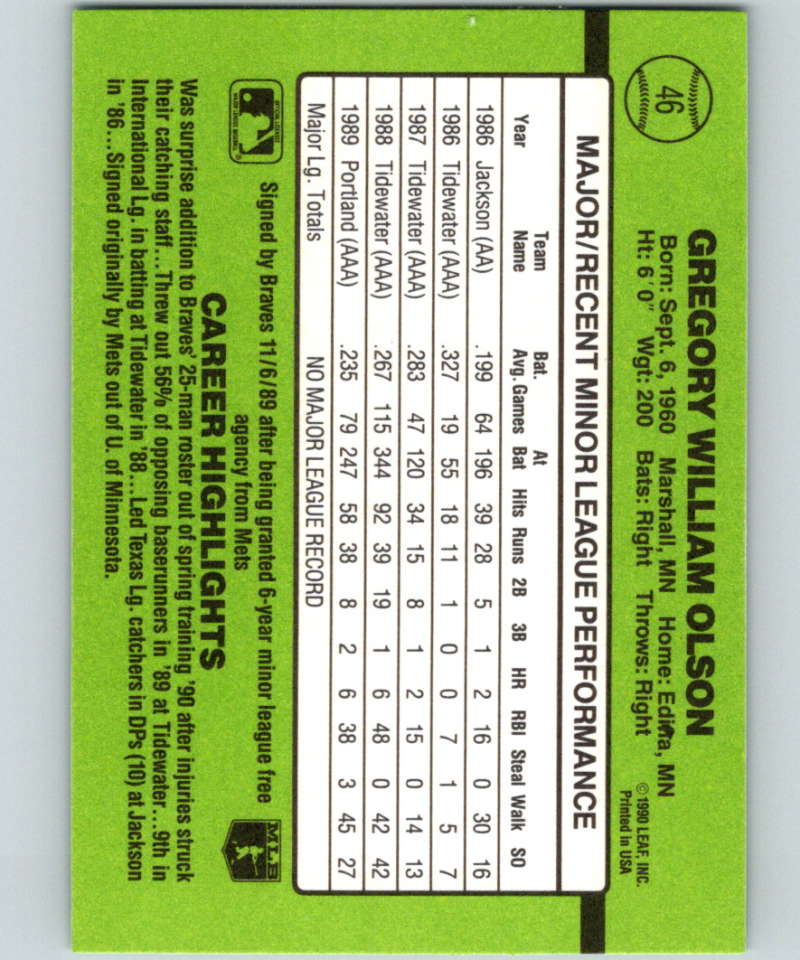 46
GREGORY WILLIAM OLSON
Born: Sept. 6, 1960 Marshall, MN Home: Edina, MN
Ht: 6'0" Wgt: 200 Bats: Right Throws: Right
© 1990 LEAF, INC.
Printed in USA
MAJOR/RECENT MINOR LEAGUE PERFORMANCE
Year Team Name Bat. Avg. Games At Bat Hits Runs 2B 3B HR RBI Steal Walk SO
1986 Jackson (AA) .199 64 196 39 28 5 1 2 16 0 30 16
1986 Tidewater (AAA) .327 19 55 18 11 1 0 0 7 1 5 7
1987 Tidewater (AAA) .283 47 120 34 15 8 1 2 15 0 14 13
1988 Tidewater (AAA) .267 115 344 92 39 19 1 6 48 0 42 42
1989 Portland (AAA) .235 79 247 58 38 8 2 6 38 3 45 27
Major Lg. Totals NO MAJOR LEAGUE RECORD
OFFICIAL LICENSEE
MAJOR LEAGUE BASEBALL
Signed by Braves 11/6/89 after being granted 6-year minor league free
agency from Mets
MLB
CAREER HIGHLIGHTS
Was surprise addition to Braves' 25-man roster out of spring training '90 after injuries struck
their catching staff...Threw out 56% of opposing baserunners in '89 at Tidewater...9th in
International Lg. in batting at Tidewater in '88...Led Texas Lg. catchers in DPs (10) at Jackson
in '86...Signed originally by Mets out of U. of Minnesota.